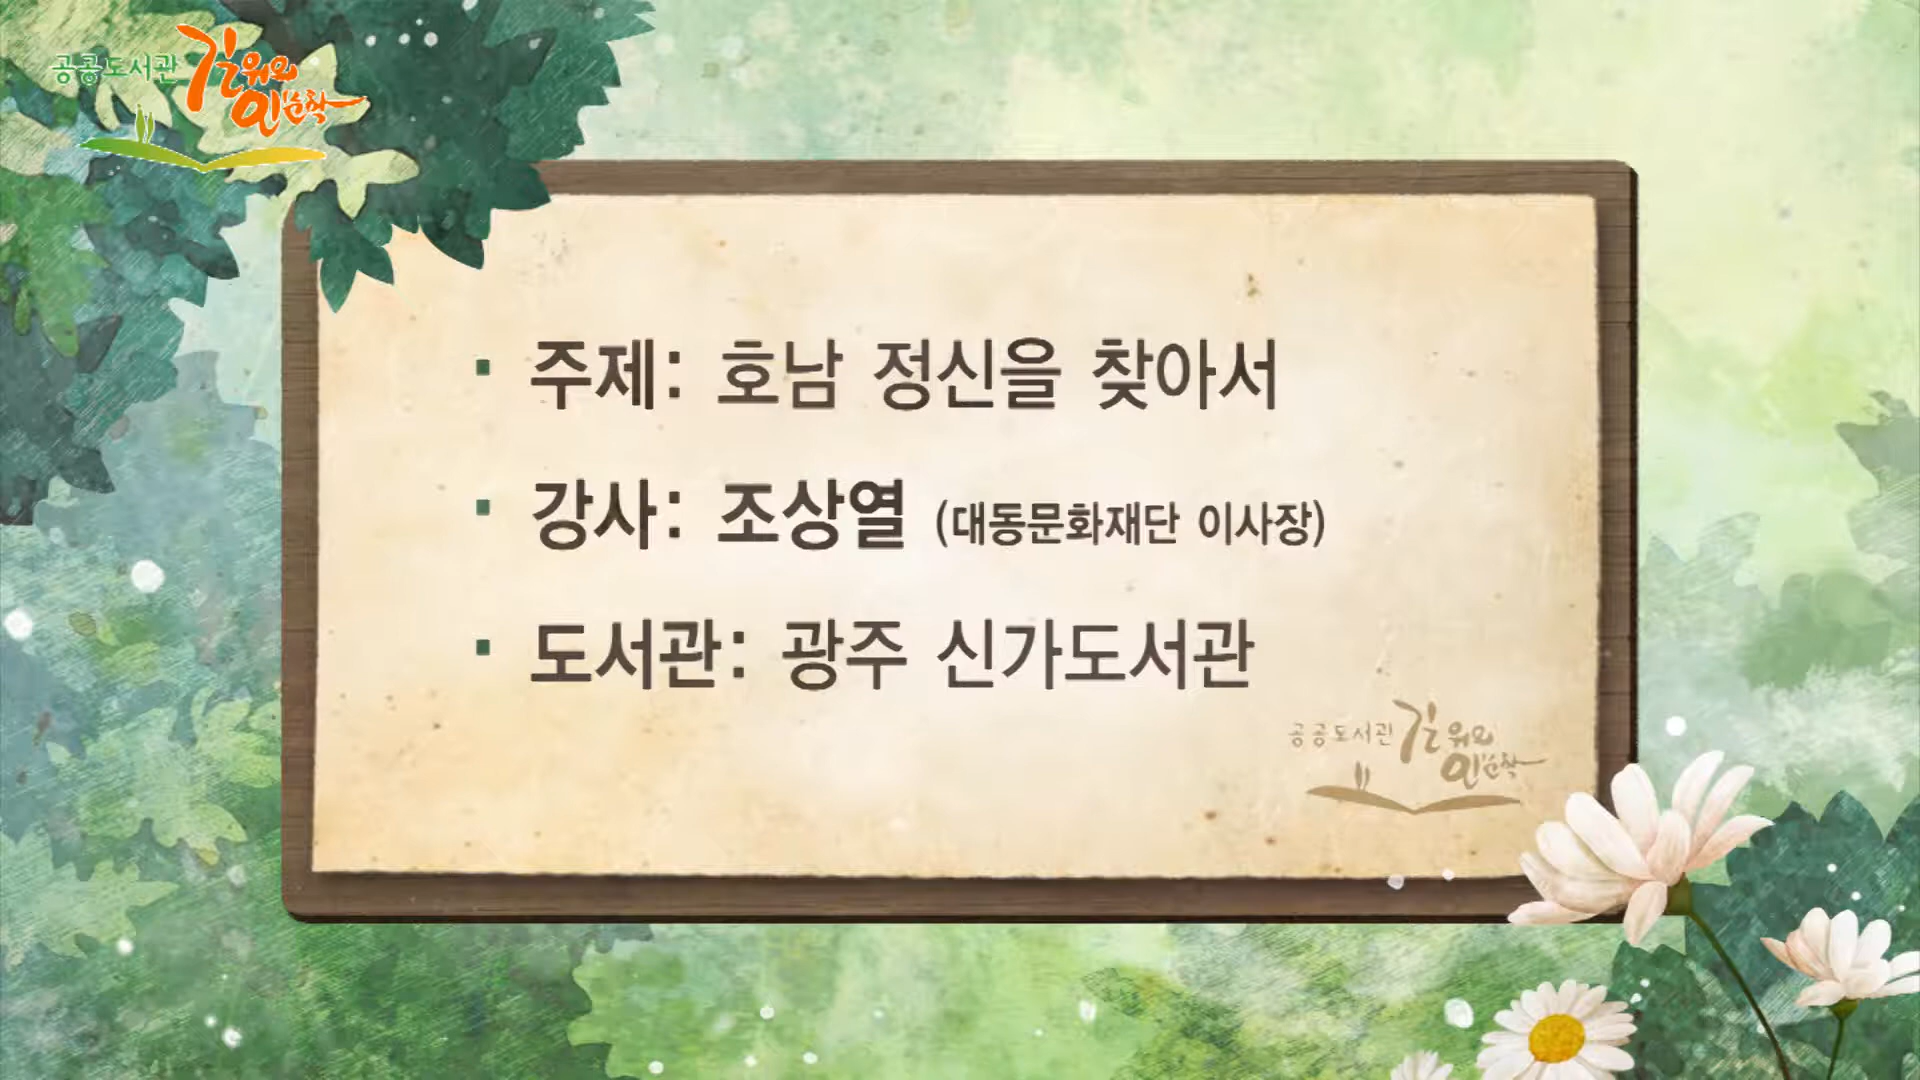 공공도서관 길 위의 인문학
· 주제: 호남 정신을 찾아서
· 강사: 조상열 (대동문화재단 이사장)
· 도서관: 광주 신가도서관
공공도서관 길 위의 인문학